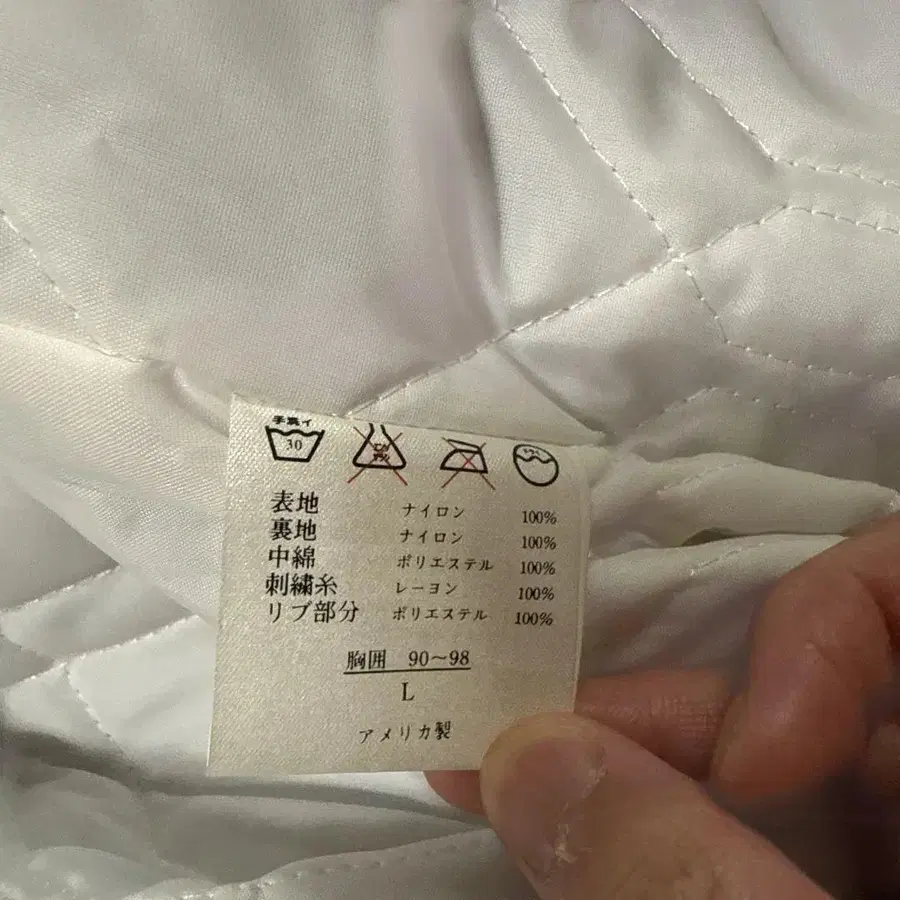 手洗イ
30
表地 ナイロン 100%
裏地 ナイロン 100%
中綿 ポリエステル 100%
刺繍糸 レーヨン 100%
リブ部分 ポリエステル 100%
胸囲 90〜98
L
アメリカ製